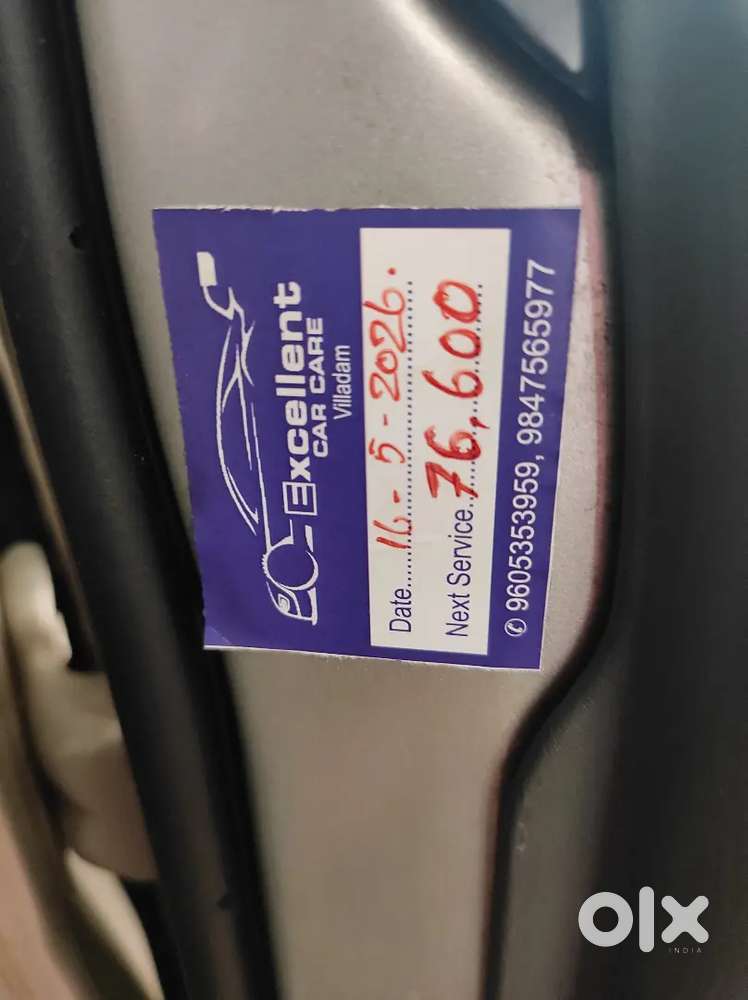 Excellent
CAR CARE
Villadam
Date.....16-5-2026.
Next Service..76,600
✆ 9605353959, 9847565977
olx
INDIA